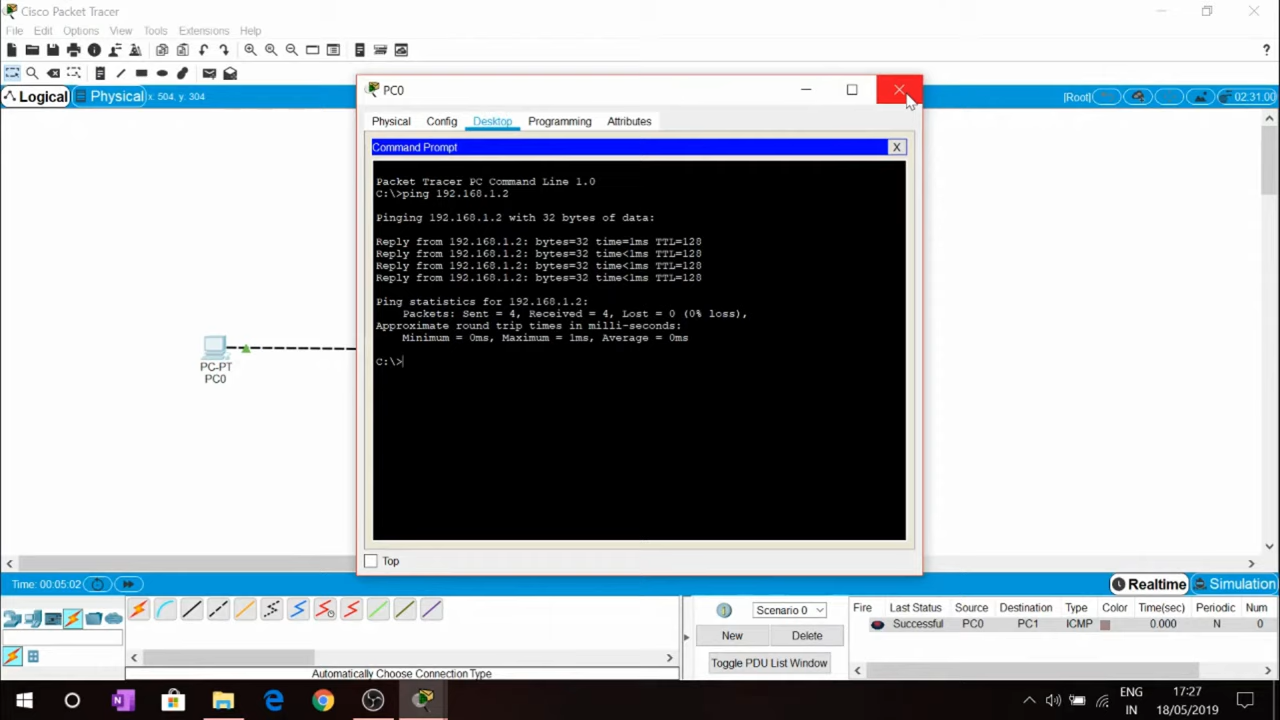 Cisco Packet Tracer
File Edit Options View Tools Extensions Help
Logical Physical x: 504, y: 304 [Root] 02:31.00
PC0
Physical Config Desktop Programming Attributes
Command Prompt X
Packet Tracer PC Command Line 1.0
C:\>ping 192.168.1.2
Pinging 192.168.1.2 with 32 bytes of data:
Reply from 192.168.1.2: bytes=32 time=1ms TTL=128
Reply from 192.168.1.2: bytes=32 time<1ms TTL=128
Reply from 192.168.1.2: bytes=32 time<1ms TTL=128
Reply from 192.168.1.2: bytes=32 time<1ms TTL=128
Ping statistics for 192.168.1.2:
Packets: Sent = 4, Received = 4, Lost = 0 (0% loss),
Approximate round trip times in milli-seconds:
Minimum = 0ms, Maximum = 1ms, Average = 0ms
C:\>
PC-PT
PC0
Top
Time: 00:05:02 Realtime Simulation
Scenario 0 Fire Last Status Source Destination Type Color Time(sec) Periodic Num
Successful PC0 PC1 ICMP 0.000 N 0
New Delete
Toggle PDU List Window
Automatically Choose Connection Type
ENG 17:27
IN 18/05/2019